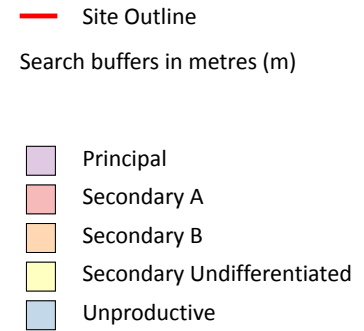 Site Outline
Search buffers in metres (m)
Principal
Secondary A
Secondary B
Secondary Undifferentiated
Unproductive